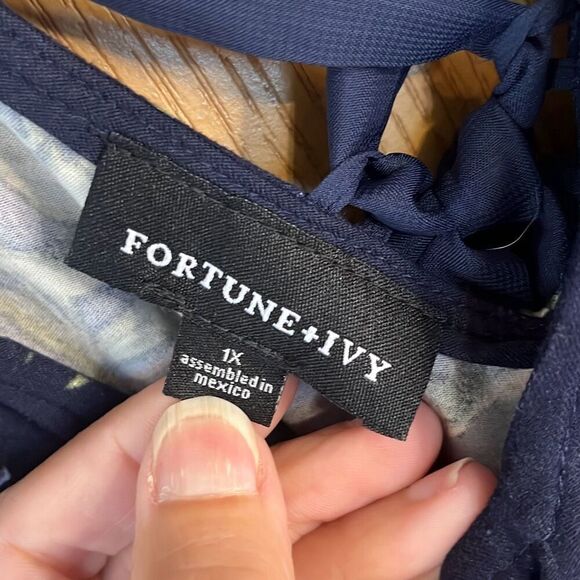 FORTUNE+IVY
1X
assembled in
mexico